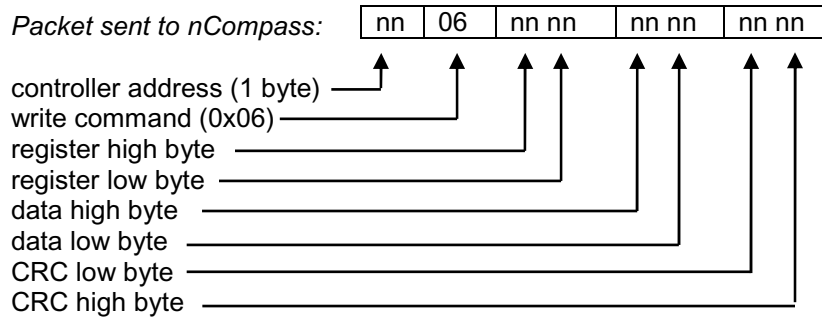 Packet sent to nCompass: nn 06 nn nn nn nn nn nn
controller address (1 byte)
write command (0x06)
register high byte
register low byte
data high byte
data low byte
CRC low byte
CRC high byte